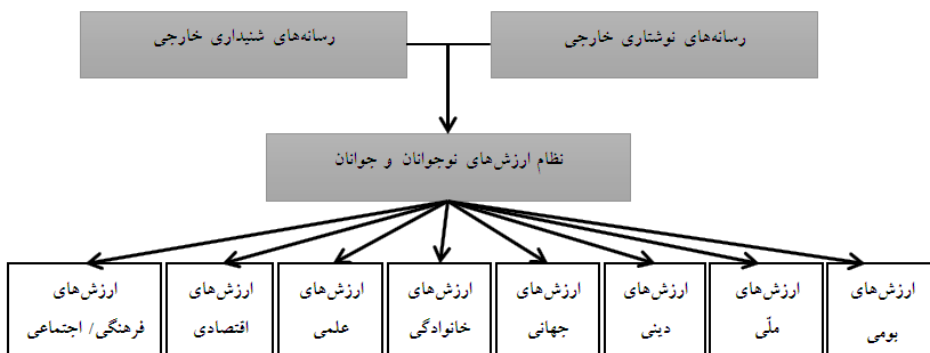 رسانه‌های نوشتاری خارجی
رسانه‌های شنیداری خارجی
نظام ارزش‌های نوجوانان و جوانان
ارزش‌های
بومی
ارزش‌های
ملّی
ارزش‌های
دینی
ارزش‌های
جهانی
ارزش‌های
خانوادگی
ارزش‌های
علمی
ارزش‌های
اقتصادی
ارزش‌های
فرهنگی/ اجتماعی